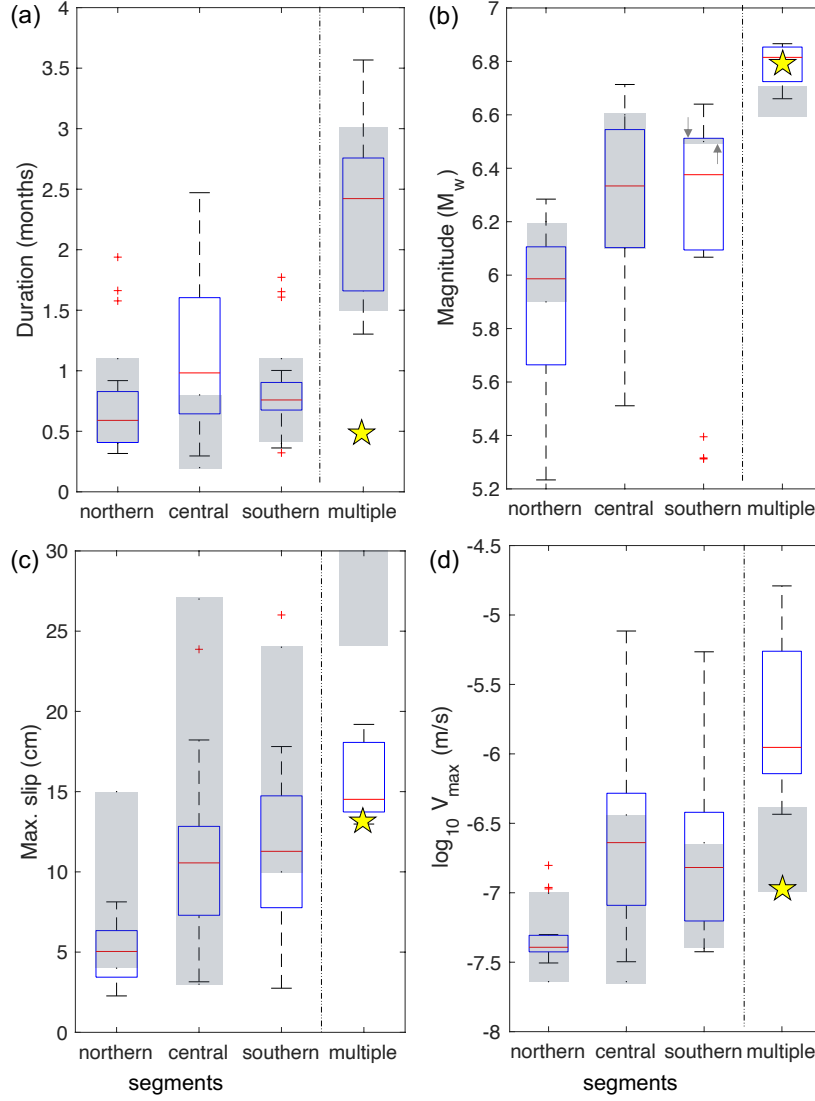 (a)
4
3.5
3
2.5
2
1.5
1
0.5
0
Duration (months)
northern central southern multiple
(b)
7
6.8
6.6
6.4
6.2
6
5.8
5.6
5.4
5.2
Magnitude (M_w)
northern central southern multiple
(c)
30
25
20
15
10
5
0
Max. slip (cm)
northern central southern multiple
segments
(d)
-4.5
-5
-5.5
-6
-6.5
-7
-7.5
-8
log_10 V_max (m/s)
northern central southern multiple
segments